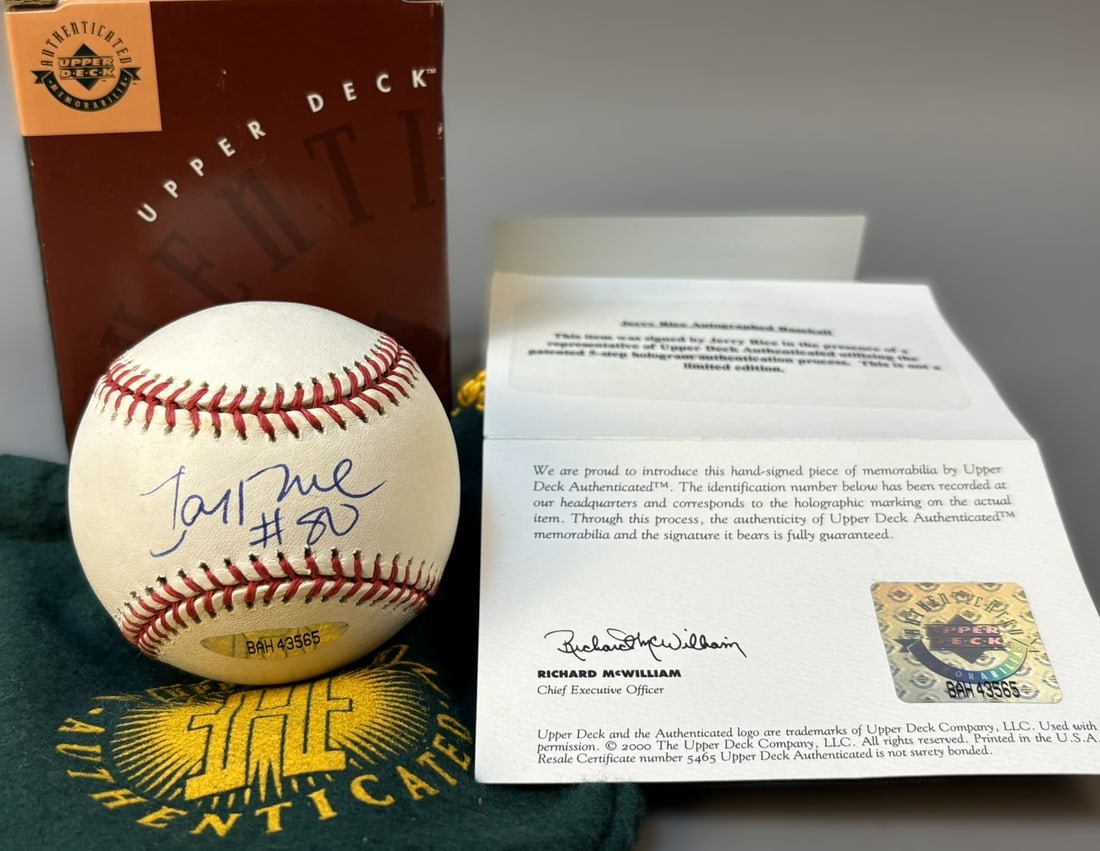 AUTHENTICATED
UPPER
D·E·C·K
MEMORABILIA
UPPER DECK™
ENTI
Jerry Rice
#80
BAH 43565
AUTHENTICATED
Jerry Rice Autographed Baseball
This item was signed by Jerry Rice in the presence of a
representative of Upper Deck Authenticated utilizing the
patented 5-step hologram authentication process. This is not a
limited edition.
We are proud to introduce this hand-signed piece of memorabilia by Upper
Deck Authenticated™. The identification number below has been recorded at
our headquarters and corresponds to the holographic marking on the actual
item. Through this process, the authenticity of Upper Deck Authenticated™
memorabilia and the signature it bears is fully guaranteed.
Richard McWilliam
RICHARD McWILLIAM
Chief Executive Officer
UPPER
D·E·C·K
BAH 43565
Upper Deck and the Authenticated logo are trademarks of Upper Deck Company, LLC. Used with
permission. © 2000 The Upper Deck Company, LLC. All rights reserved. Printed in the U.S.A.
Resale Certificate number 5465 Upper Deck Authenticated is not surety bonded.